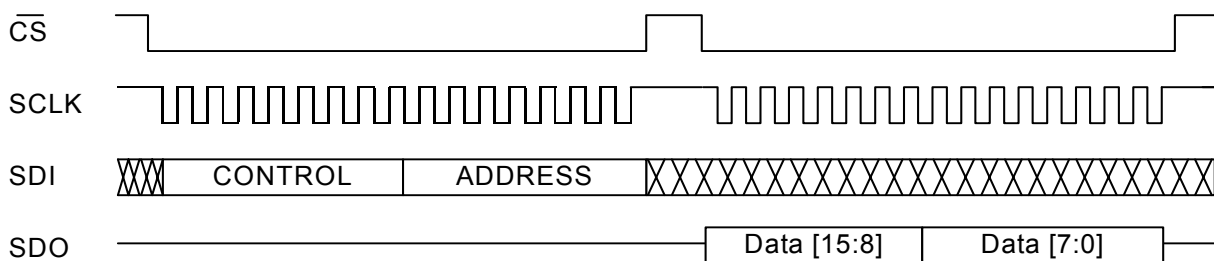 CS
SCLK
SDI CONTROL ADDRESS
SDO Data [15:8] Data [7:0]